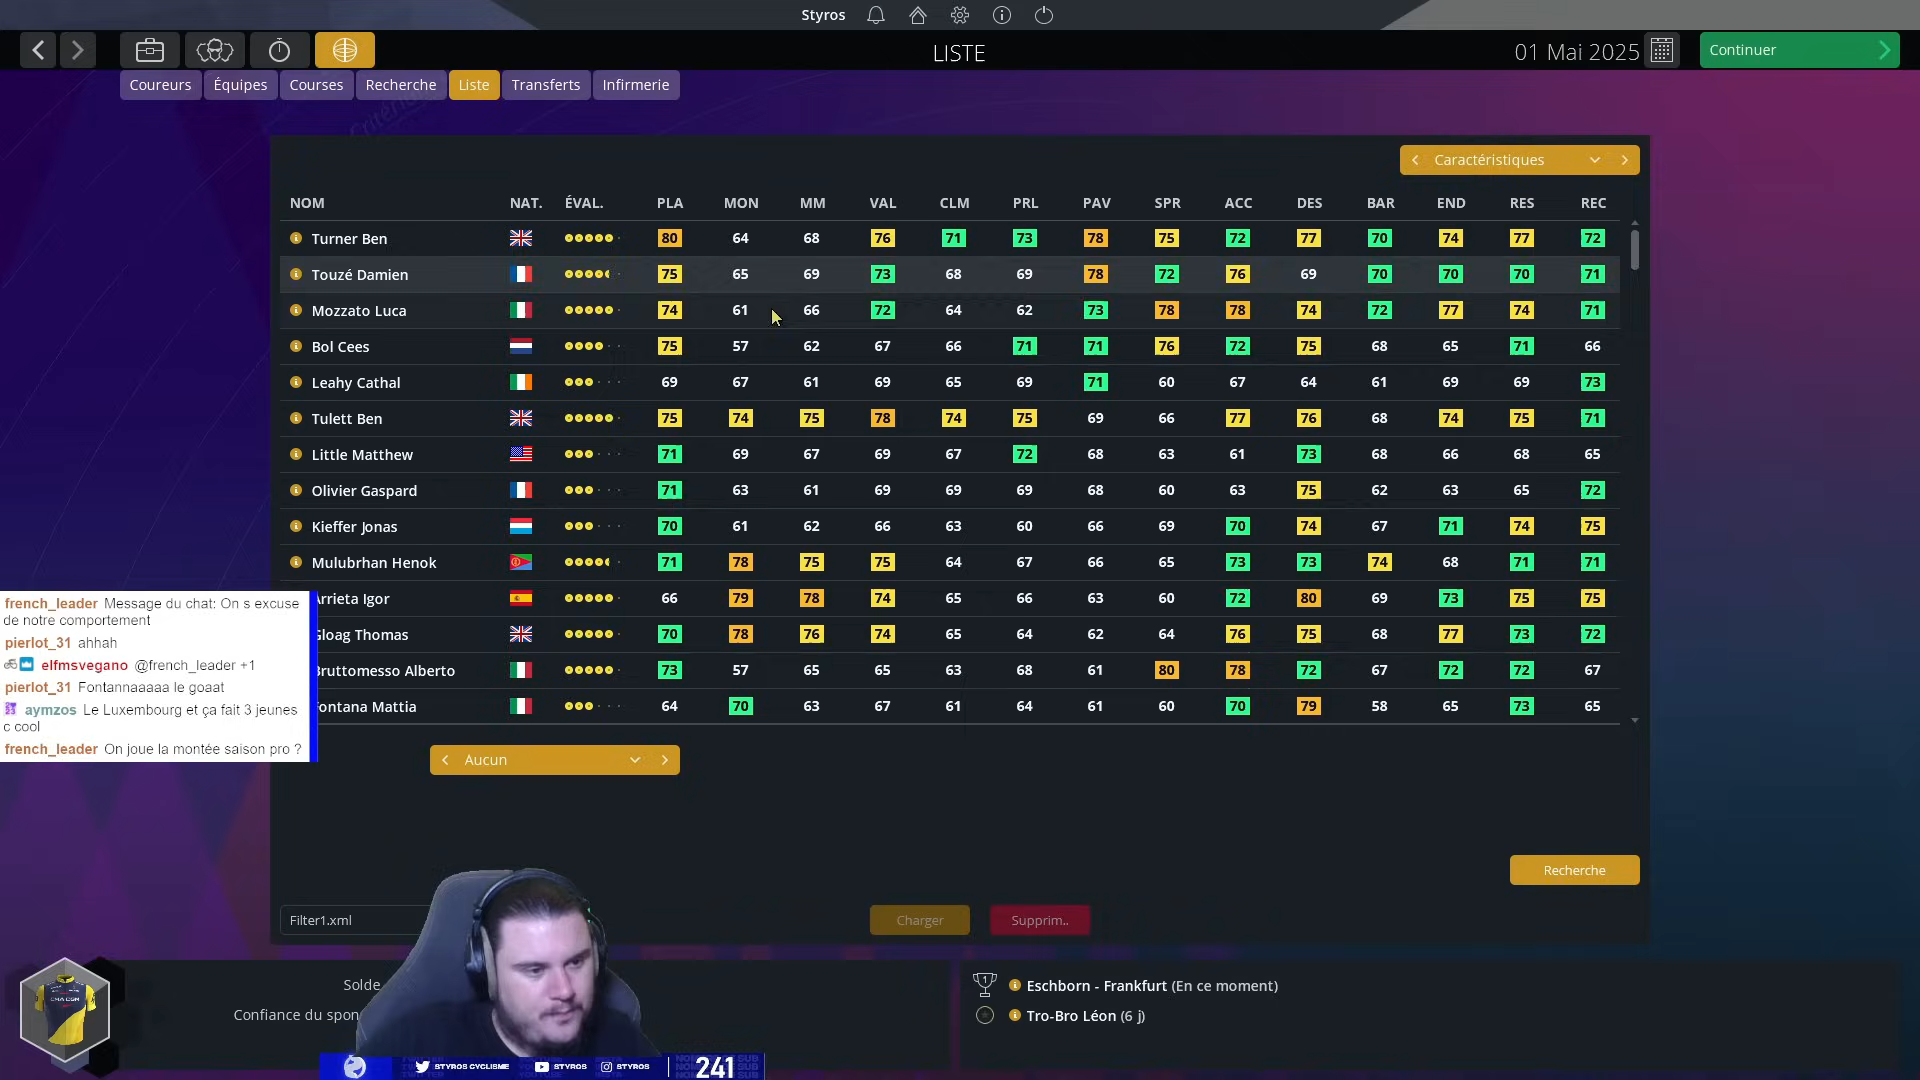 Styros
LISTE
01 Mai 2025
Continuer
Coureurs
Équipes
Courses
Recherche
Liste
Transferts
Infirmerie
Caractéristiques
NOM NAT. ÉVAL. PLA MON MM VAL CLM PRL PAV SPR ACC DES BAR END RES REC
Turner Ben 80 64 68 76 71 73 78 75 72 77 70 74 77 72
Touzé Damien 75 65 69 73 68 69 78 72 76 69 70 70 70 71
Mozzato Luca 74 61 66 72 64 62 73 78 78 74 72 77 74 71
Bol Cees 75 57 62 67 66 71 71 76 72 75 68 65 71 66
Leahy Cathal 69 67 61 69 65 69 71 60 67 64 61 69 69 73
Tulett Ben 75 74 75 78 74 75 69 66 77 76 68 74 75 71
Little Matthew 71 69 67 69 67 72 68 63 61 73 68 66 68 65
Olivier Gaspard 71 63 61 69 69 69 68 60 63 75 62 63 65 72
Kieffer Jonas 70 61 62 66 63 60 66 69 70 74 67 71 74 75
Mulubrhan Henok 71 78 75 75 64 67 66 65 73 73 74 68 71 71
Arrieta Igor 66 79 78 74 65 66 63 60 72 80 69 73 75 75
Gloag Thomas 70 78 76 74 65 64 62 64 76 75 68 77 73 72
Bruttomesso Alberto 73 57 65 65 63 68 61 80 78 72 67 72 72 67
Fontana Mattia 64 70 63 67 61 64 61 60 70 79 58 65 73 65
french_leader Message du chat: On s excuse
de notre comportement
pierlot_31 ahhah
elfmsvegano @french_leader +1
pierlot_31 Fontannaaaaa le goaat
aymzos Le Luxembourg et ça fait 3 jeunes
c cool
french_leader On joue la montée saison pro ?
Aucun
Recherche
Filter1.xml
Charger
Supprim..
Solde
Confiance du spon
Eschborn - Frankfurt (En ce moment)
Tro-Bro Léon (6 j)
CMA CGM
STYROS CYCLISME
STYROS
STYROS
241